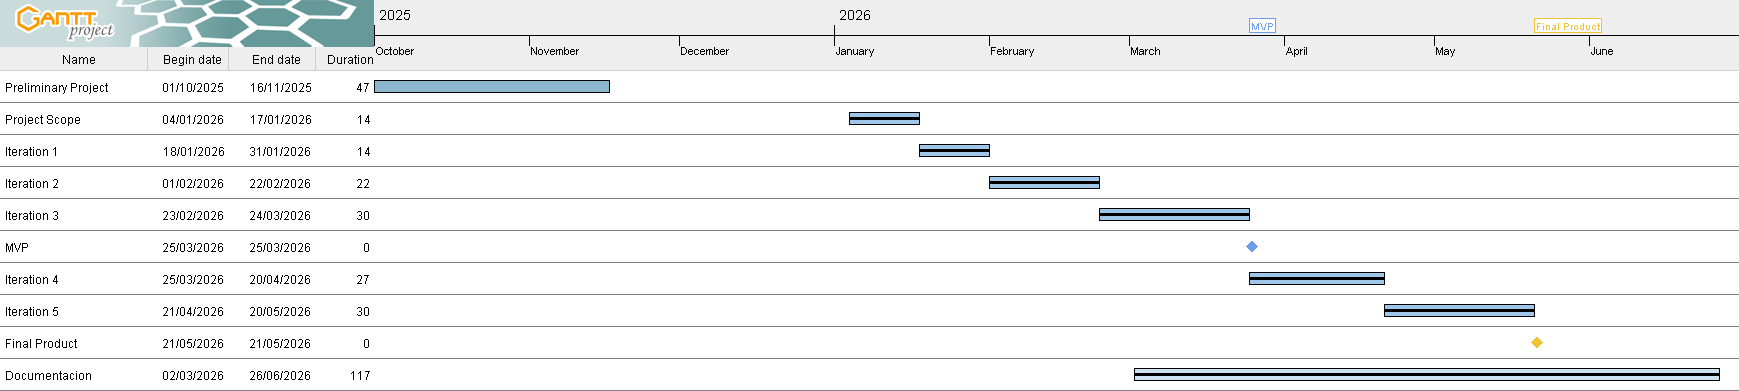 GANTT project
2025 2026
MVP Final Product
October November December January February March April May June
Name Begin date End date Duration
Preliminary Project 01/10/2025 16/11/2025 47
Project Scope 04/01/2026 17/01/2026 14
Iteration 1 18/01/2026 31/01/2026 14
Iteration 2 01/02/2026 22/02/2026 22
Iteration 3 23/02/2026 24/03/2026 30
MVP 25/03/2026 25/03/2026 0
Iteration 4 25/03/2026 20/04/2026 27
Iteration 5 21/04/2026 20/05/2026 30
Final Product 21/05/2026 21/05/2026 0
Documentacion 02/03/2026 26/06/2026 117